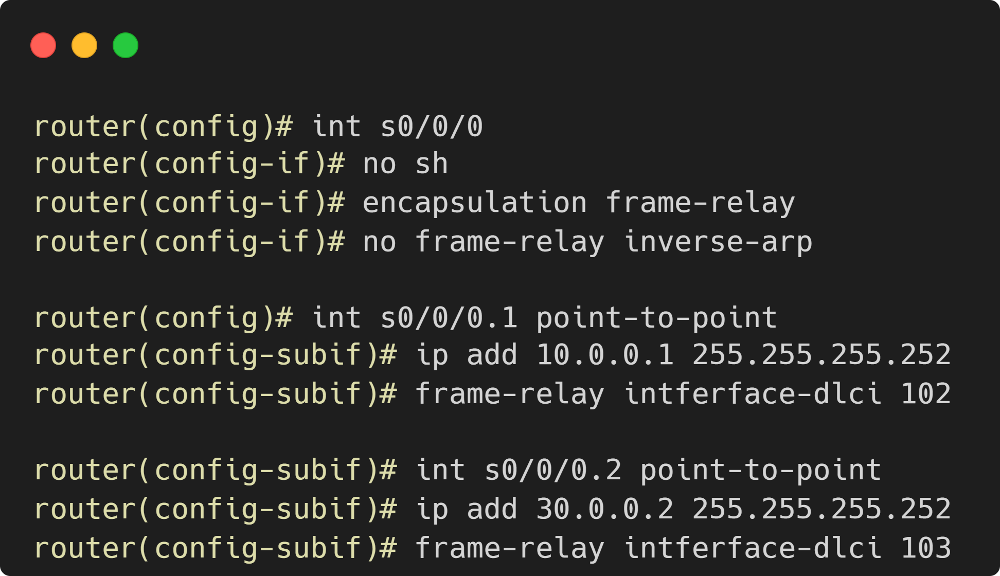 router(config)# int s0/0/0
router(config-if)# no sh
router(config-if)# encapsulation frame-relay
router(config-if)# no frame-relay inverse-arp
router(config)# int s0/0/0.1 point-to-point
router(config-subif)# ip add 10.0.0.1 255.255.255.252
router(config-subif)# frame-relay intferface-dlci 102
router(config-subif)# int s0/0/0.2 point-to-point
router(config-subif)# ip add 30.0.0.2 255.255.255.252
router(config-subif)# frame-relay intferface-dlci 103